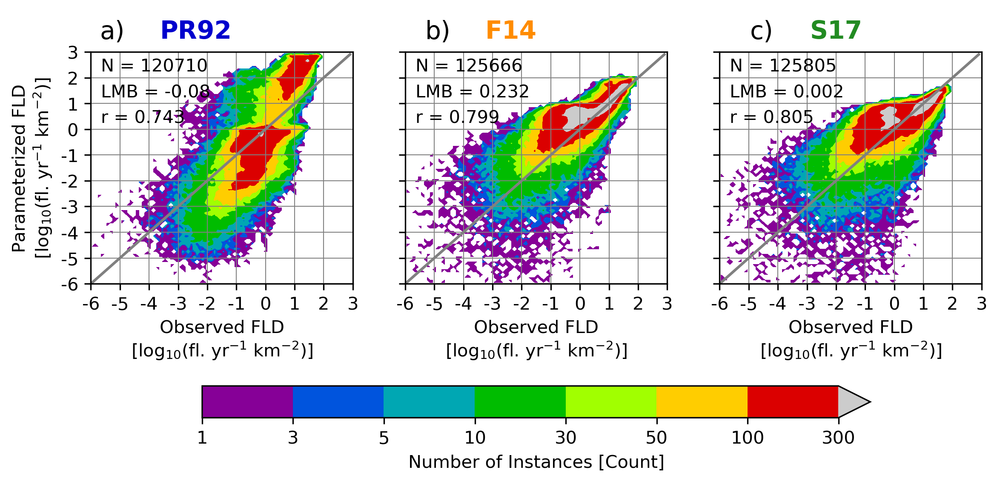 a) PR92
b) F14
c) S17
N = 120710
LMB = -0.08
r = 0.743
N = 125666
LMB = 0.232
r = 0.799
N = 125805
LMB = 0.002
r = 0.805
3
2
1
0
-1
-2
-3
-4
-5
-6
Parameterized FLD
[log₁₀(fl. yr⁻¹ km⁻²)]
-6 -5 -4 -3 -2 -1 0 1 2 3
-6 -5 -4 -3 -2 -1 0 1 2 3
-6 -5 -4 -3 -2 -1 0 1 2 3
Observed FLD
[log₁₀(fl. yr⁻¹ km⁻²)]
Observed FLD
[log₁₀(fl. yr⁻¹ km⁻²)]
Observed FLD
[log₁₀(fl. yr⁻¹ km⁻²)]
1 3 5 10 30 50 100 300
Number of Instances [Count]